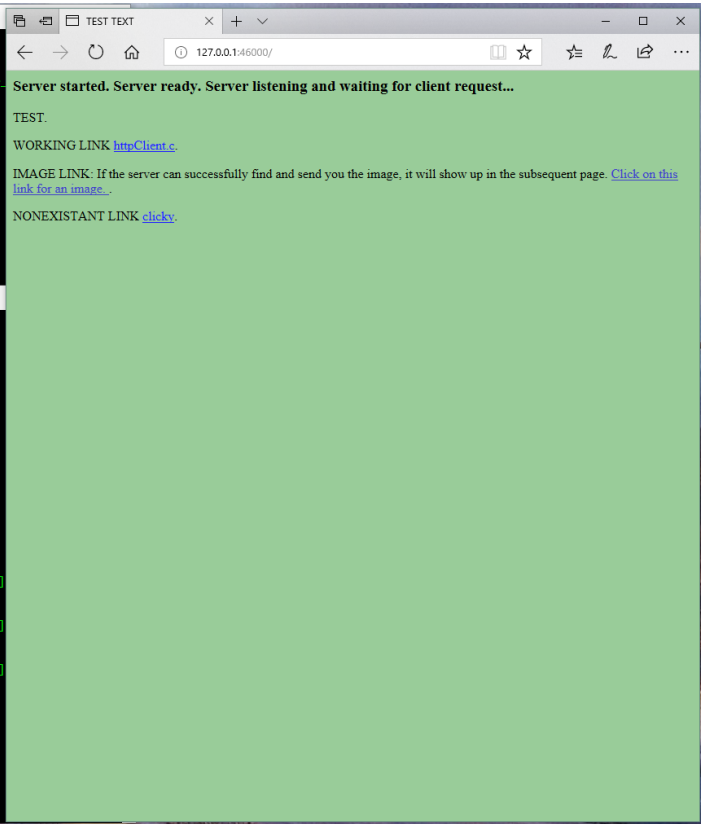 TEST TEXT
127.0.0.1:46000/
Server started. Server ready. Server listening and waiting for client request...
TEST.
WORKING LINK httpClient.c.
IMAGE LINK: If the server can successfully find and send you the image, it will show up in the subsequent page. Click on this
link for an image. .
NONEXISTANT LINK clicky.
]
]
]